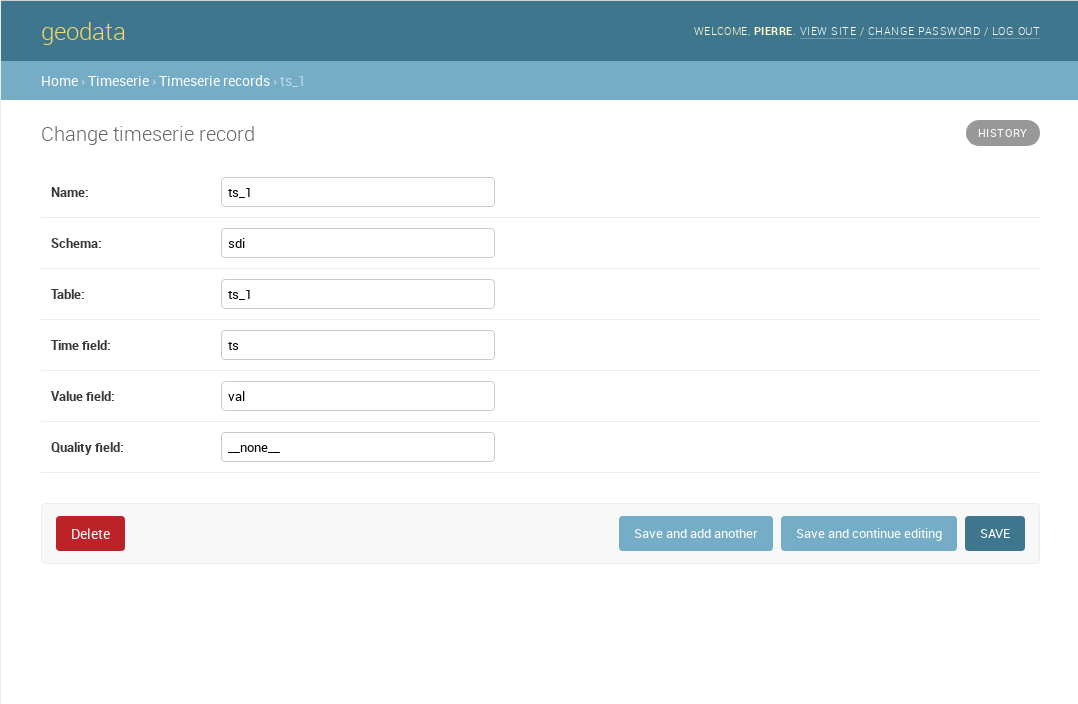 geodata
WELCOME, PIERRE. VIEW SITE / CHANGE PASSWORD / LOG OUT
Home › Timeserie › Timeserie records › ts_1
Change timeserie record
HISTORY
Name: ts_1
Schema: sdi
Table: ts_1
Time field: ts
Value field: val
Quality field: __none__
Delete Save and add another Save and continue editing SAVE